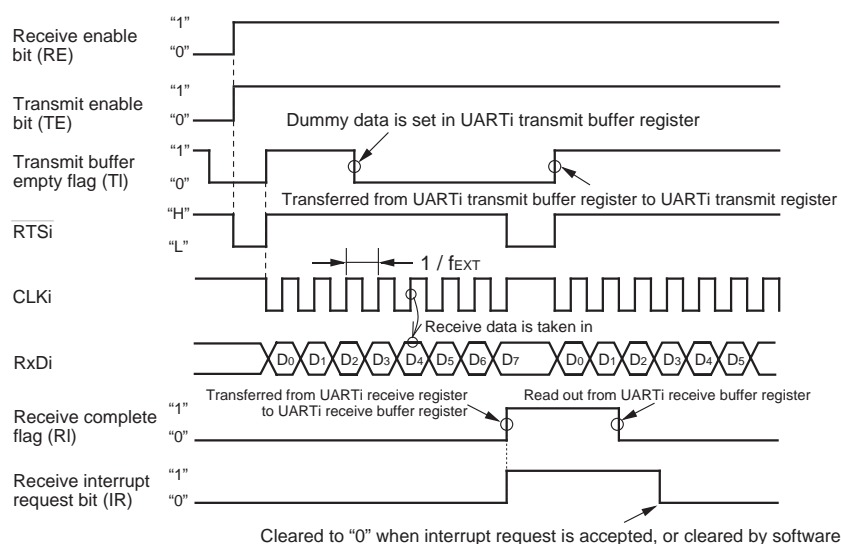 Receive enable
bit (RE)
“1”
“0”
Transmit enable
bit (TE)
“1”
“0”
Dummy data is set in UARTi transmit buffer register
Transmit buffer
empty flag (TI)
“1”
“0”
Transferred from UARTi transmit buffer register to UARTi transmit register
RTSi
“H”
“L”
1 / fEXT
CLKi
Receive data is taken in
RxDi
D0 D1 D2 D3 D4 D5 D6 D7 D0 D1 D2 D3 D4 D5
Transferred from UARTi receive register
to UARTi receive buffer register
Read out from UARTi receive buffer register
Receive complete
flag (RI)
“1”
“0”
Receive interrupt
request bit (IR)
“1”
“0”
Cleared to “0” when interrupt request is accepted, or cleared by software